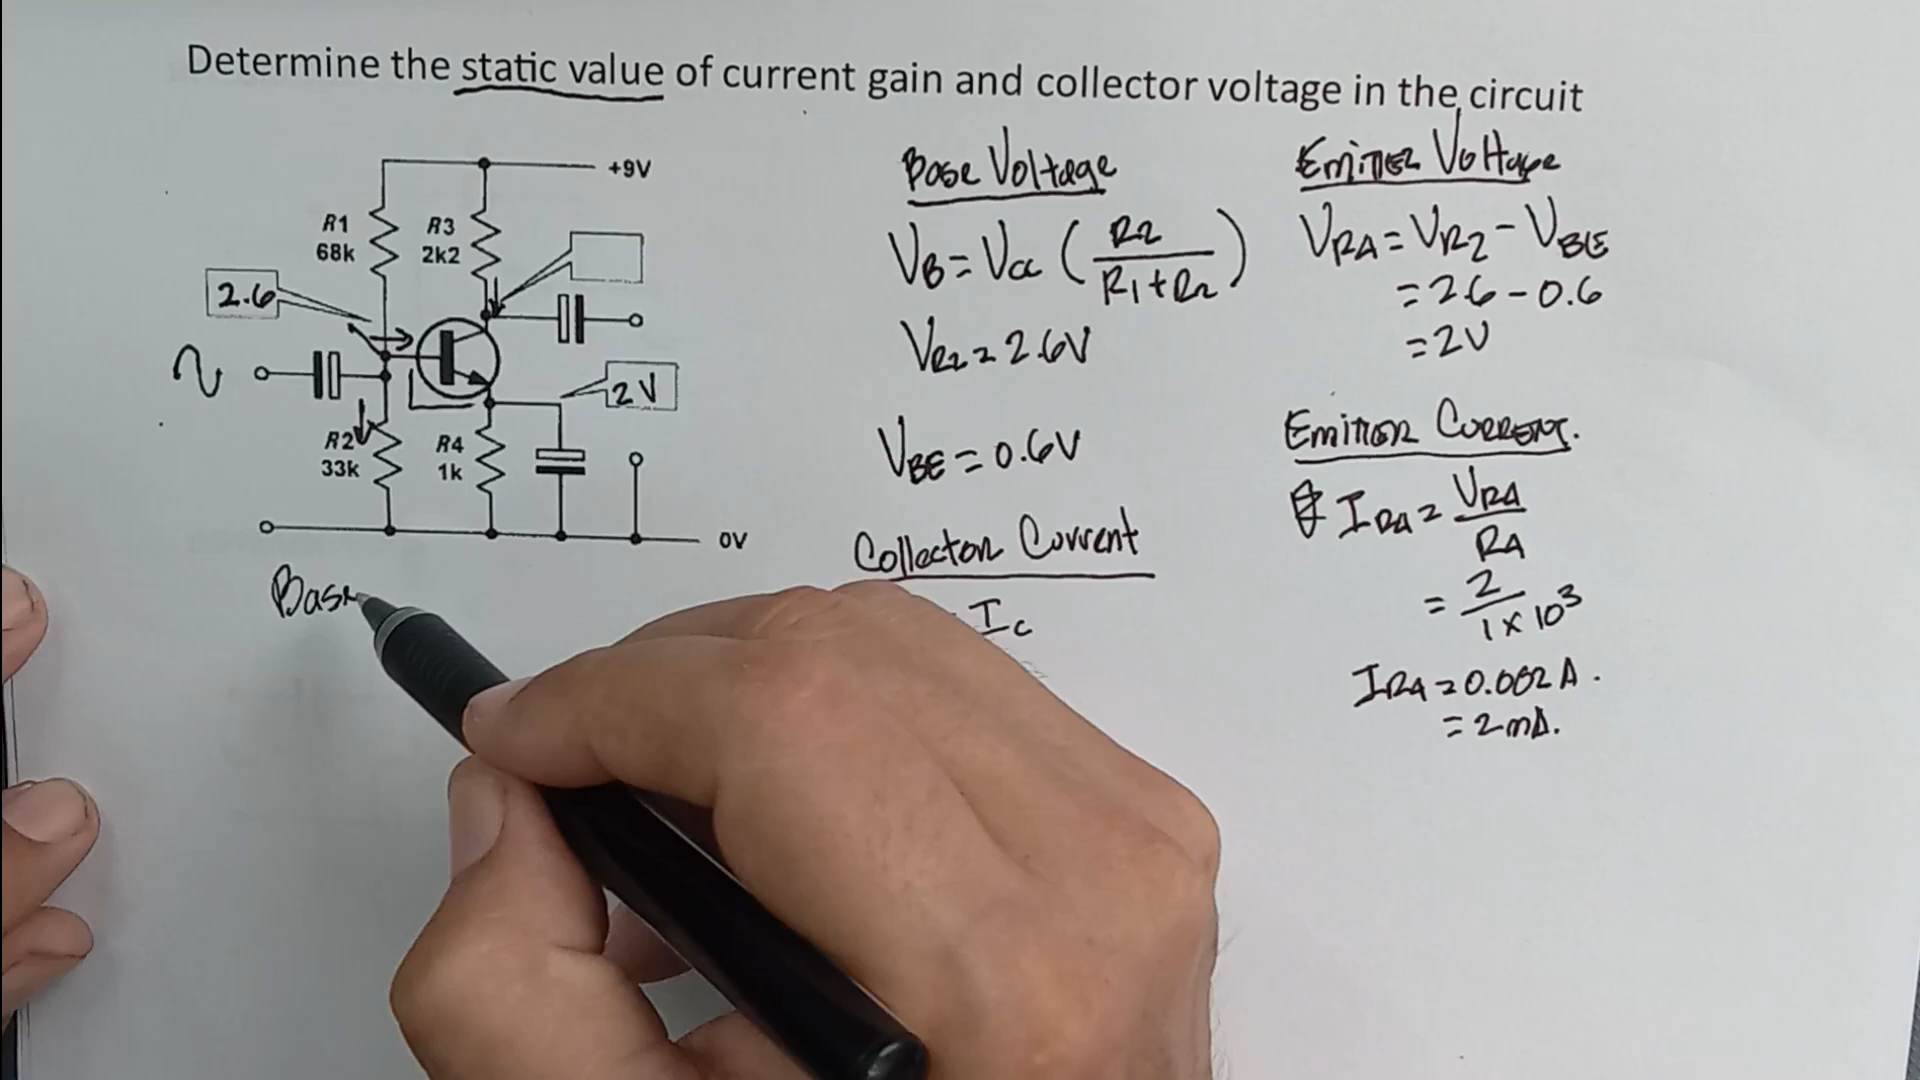 Determine the static value of current gain and collector voltage in the circuit
+9V
R1
68k
R3
2k2
2.6
2V
R2
33k
R4
1k
0V
Base
Base Voltage
VB = Vcc ( R2 / R1 + R2 )
VR2 = 2.6V
VBE = 0.6V
Collector Current
Ic
Emitter Voltage
VR4 = VR2 - VBE
= 2.6 - 0.6
= 2V
Emitter Current.
IR4 = VR4 / R4
= 2 / 1 x 10³
IR4 = 0.002 A.
= 2mA.